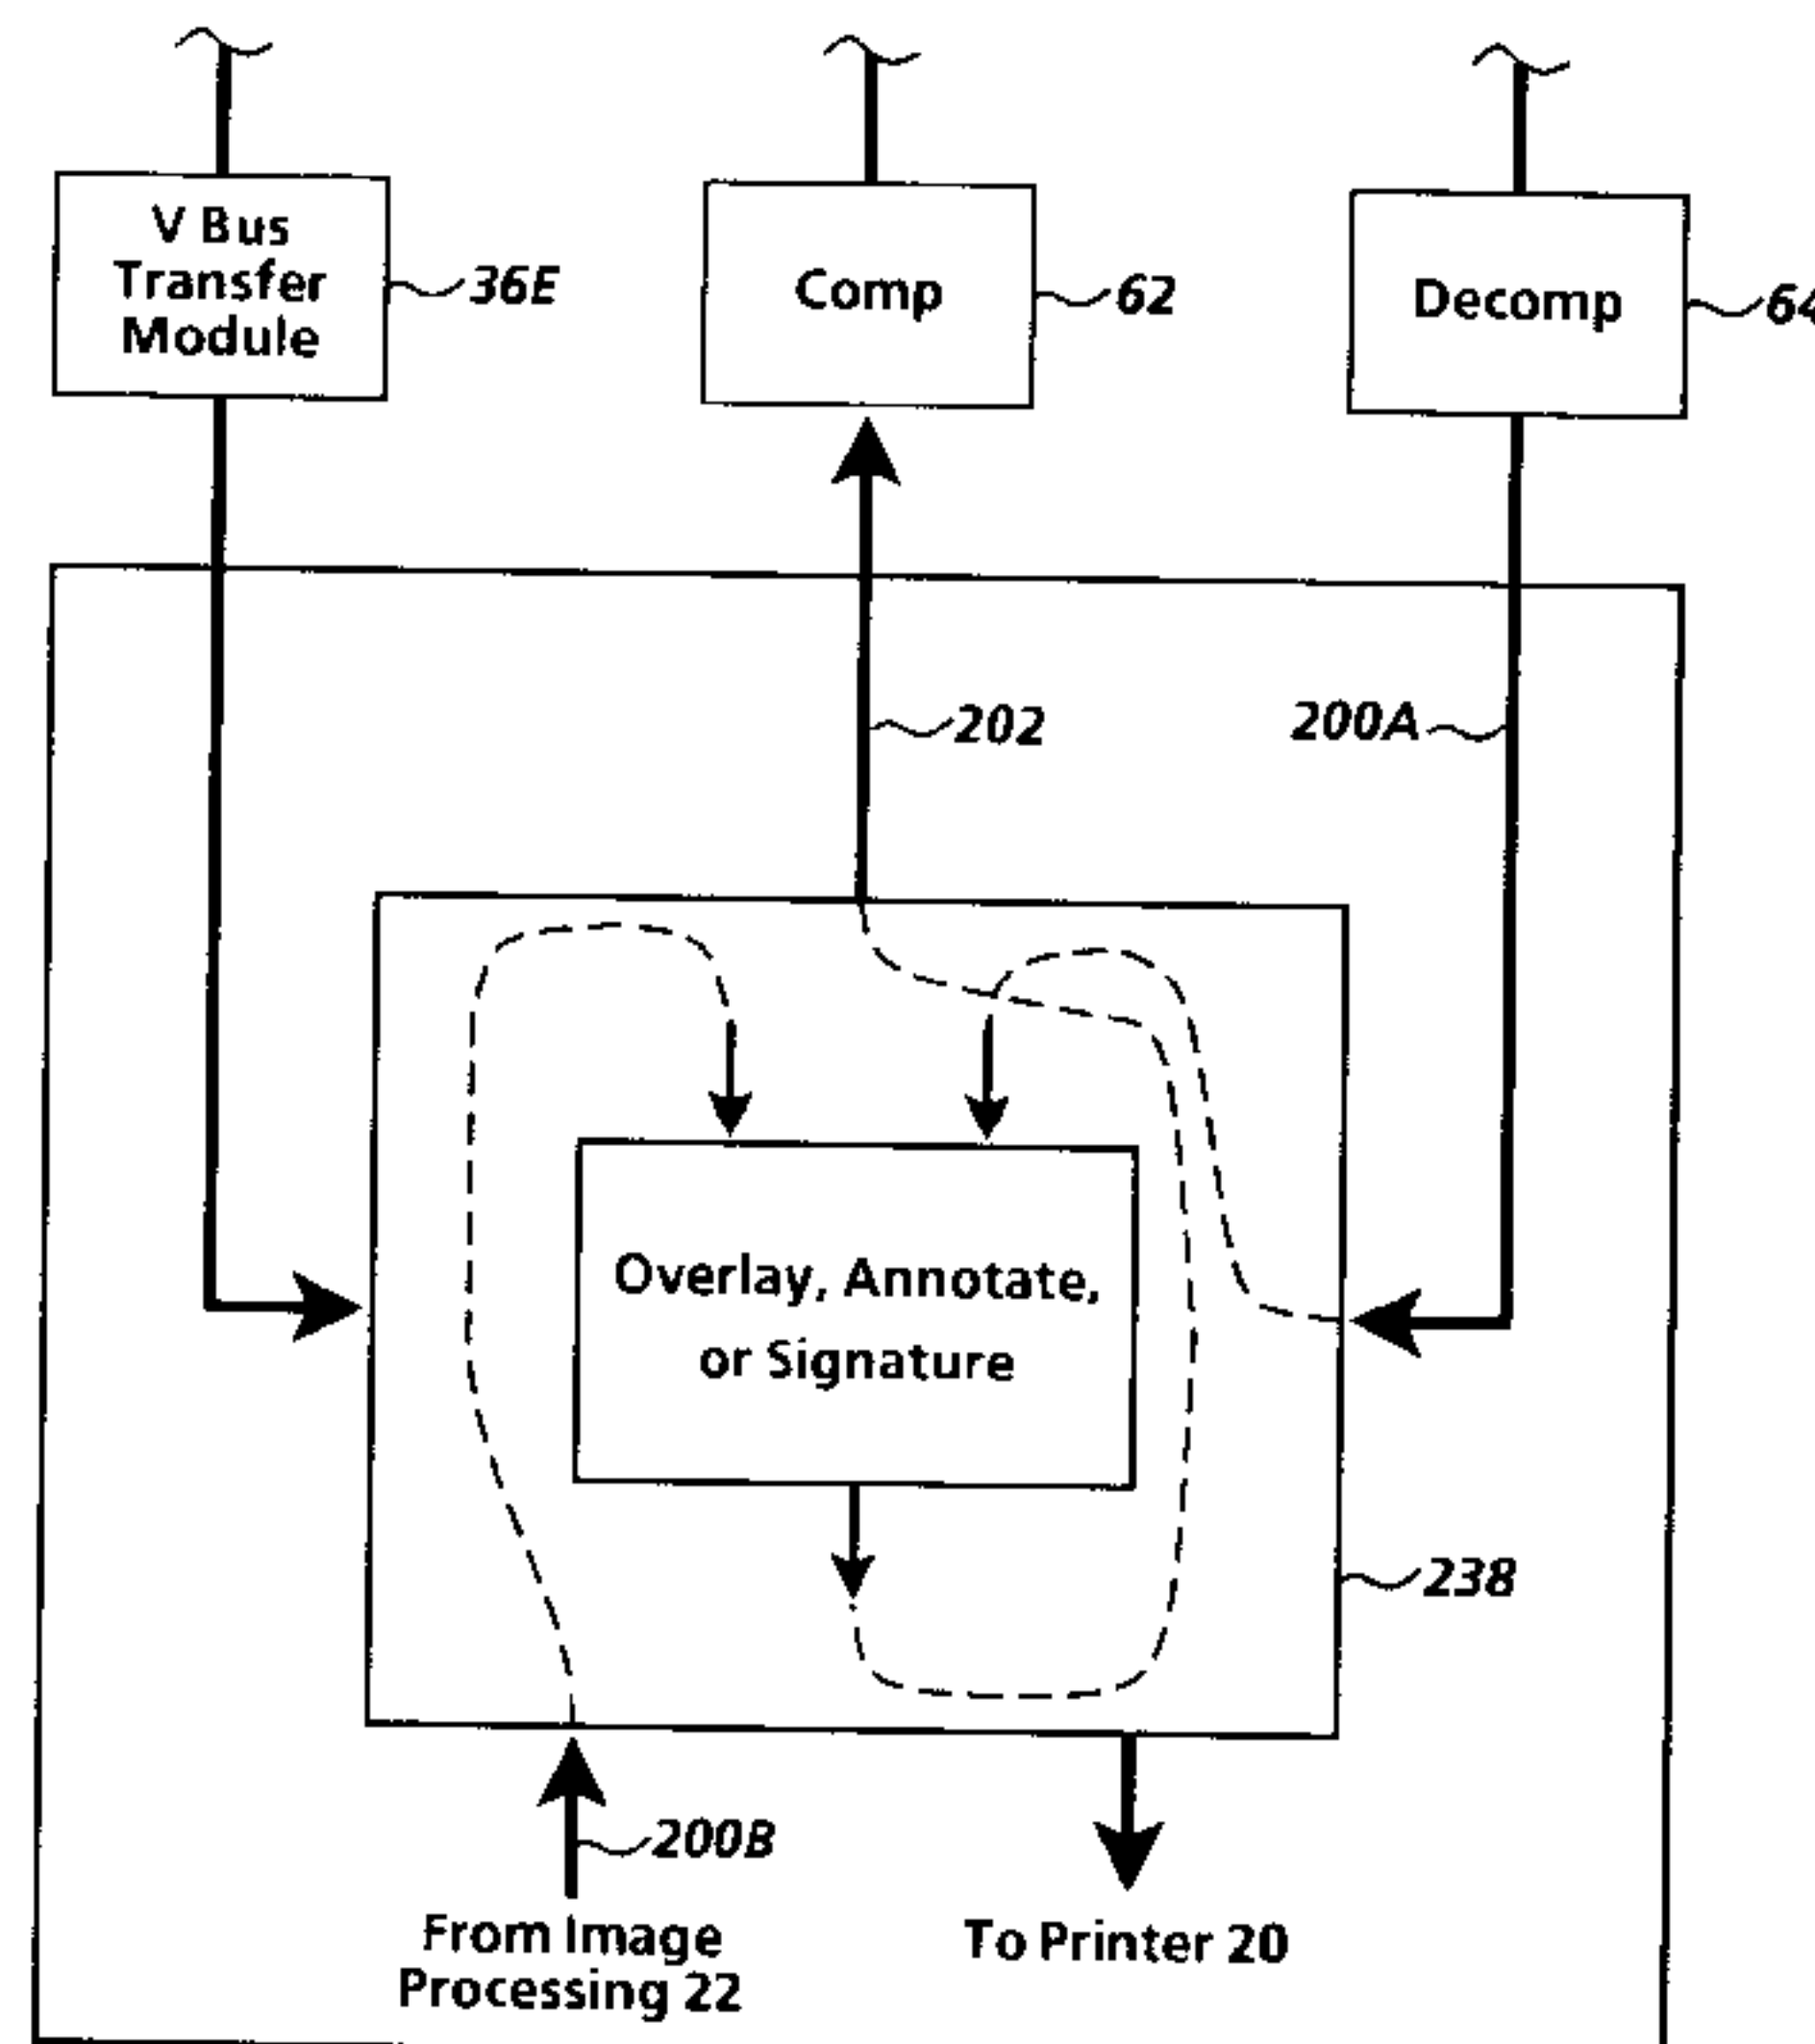 V Bus
Transfer
Module
36E
Comp
62
Decomp
64
202
200A
Overlay, Annotate,
or Signature
238
200B
From Image
Processing 22
To Printer 20